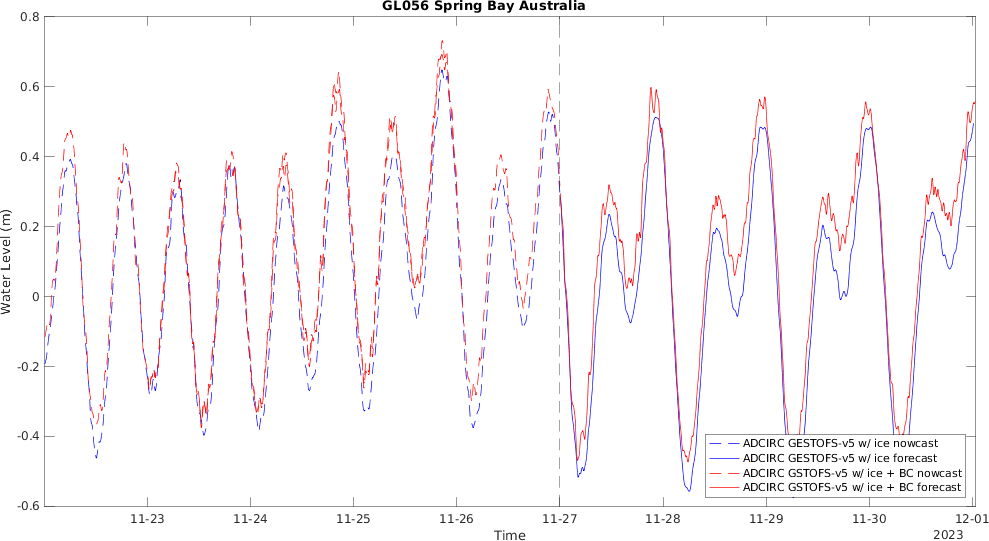 GL056 Spring Bay Australia
0.8
0.6
0.4
0.2
0
-0.2
-0.4
-0.6
Water Level (m)
ADCIRC GESTOFS-v5 w/ ice nowcast
ADCIRC GESTOFS-v5 w/ ice forecast
ADCIRC GSTOFS-v5 w/ ice + BC nowcast
ADCIRC GSTOFS-v5 w/ ice + BC forecast
11-23 11-24 11-25 11-26 11-27 11-28 11-29 11-30 12-01
Time
2023